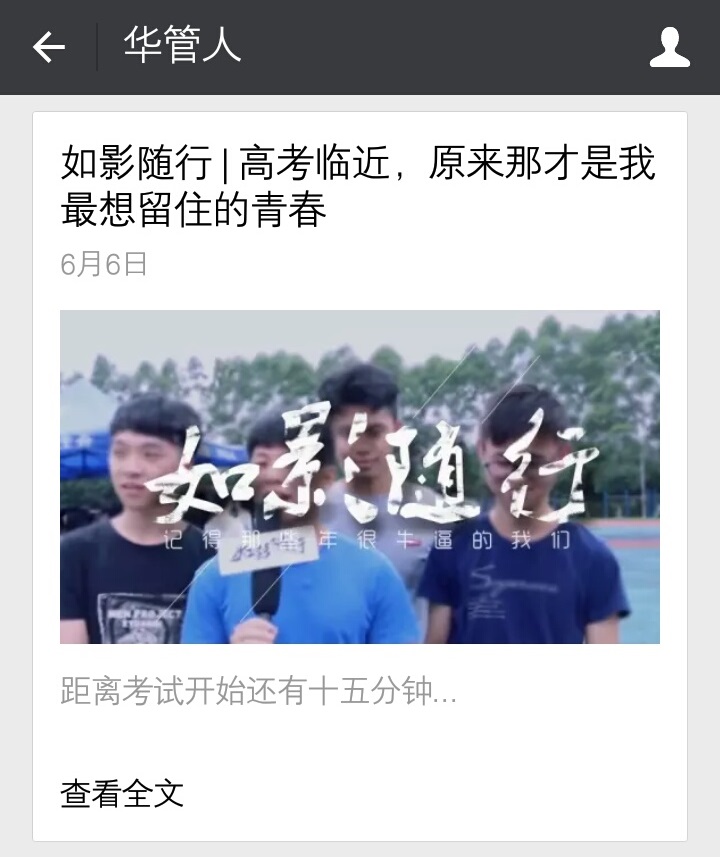 华管人
如影随行 | 高考临近，原来那才是我
最想留住的青春
6月6日
如影随行
记得那些年很牛逼的我们
距离考试开始还有十五分钟...
查看全文